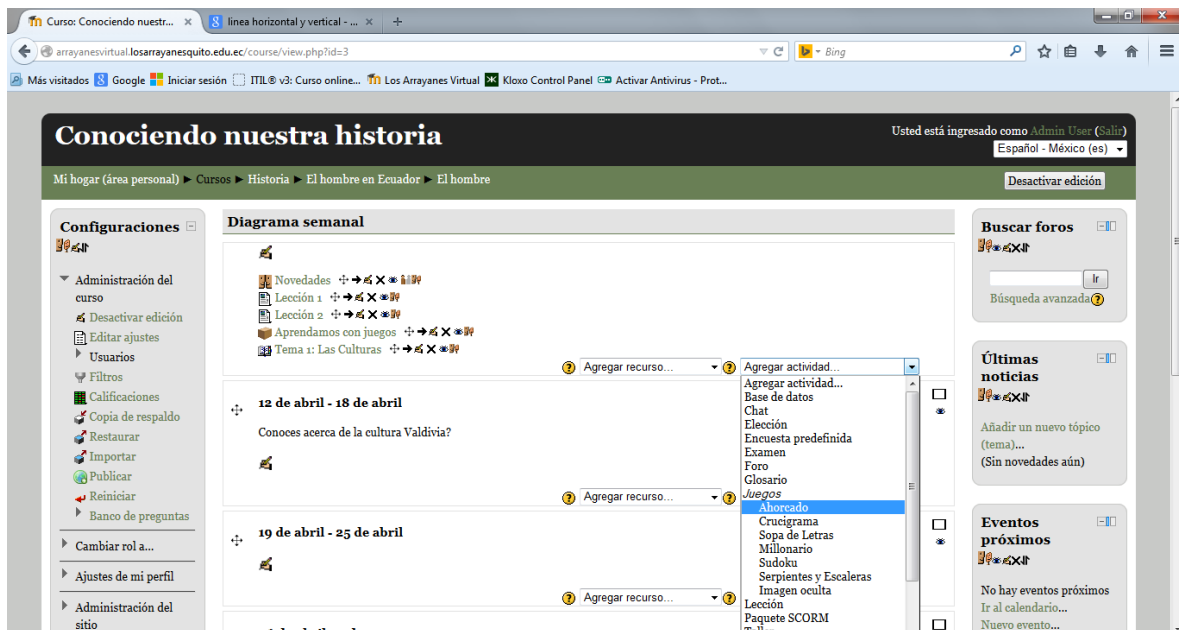 Curso: Conociendo nuestr...
linea horizontal y vertical - ...
arrayanesvirtual.losarrayanesquito.edu.ec/course/view.php?id=3
Bing
Más visitados Google Iniciar sesión ITIL® v3: Curso online... Los Arrayanes Virtual Kloxo Control Panel Activar Antivirus - Prot...
Conociendo nuestra historia
Usted está ingresado como Admin User (Salir)
Español - México (es)
Mi hogar (área personal) ► Cursos ► Historia ► El hombre en Ecuador ► El hombre
Desactivar edición
Configuraciones
Administración del
curso
Desactivar edición
Editar ajustes
Usuarios
Filtros
Calificaciones
Copia de respaldo
Restaurar
Importar
Publicar
Reiniciar
Banco de preguntas
Cambiar rol a...
Ajustes de mi perfil
Administración del
sitio
Diagrama semanal
Novedades
Lección 1
Lección 2
Aprendamos con juegos
Tema 1: Las Culturas
Agregar recurso... Agregar actividad...
Agregar actividad...
Base de datos
Chat
Elección
Encuesta predefinida
Examen
Foro
Glosario
Juegos
Ahorcado
Crucigrama
Sopa de Letras
Millonario
Sudoku
Serpientes y Escaleras
Imagen oculta
Lección
Paquete SCORM
12 de abril - 18 de abril
Conoces acerca de la cultura Valdivia?
Agregar recurso...
19 de abril - 25 de abril
Agregar recurso...
Buscar foros
Ir
Búsqueda avanzada
Últimas
noticias
Añadir un nuevo tópico
(tema)...
(Sin novedades aún)
Eventos
próximos
No hay eventos próximos
Ir al calendario...
Nuevo evento...